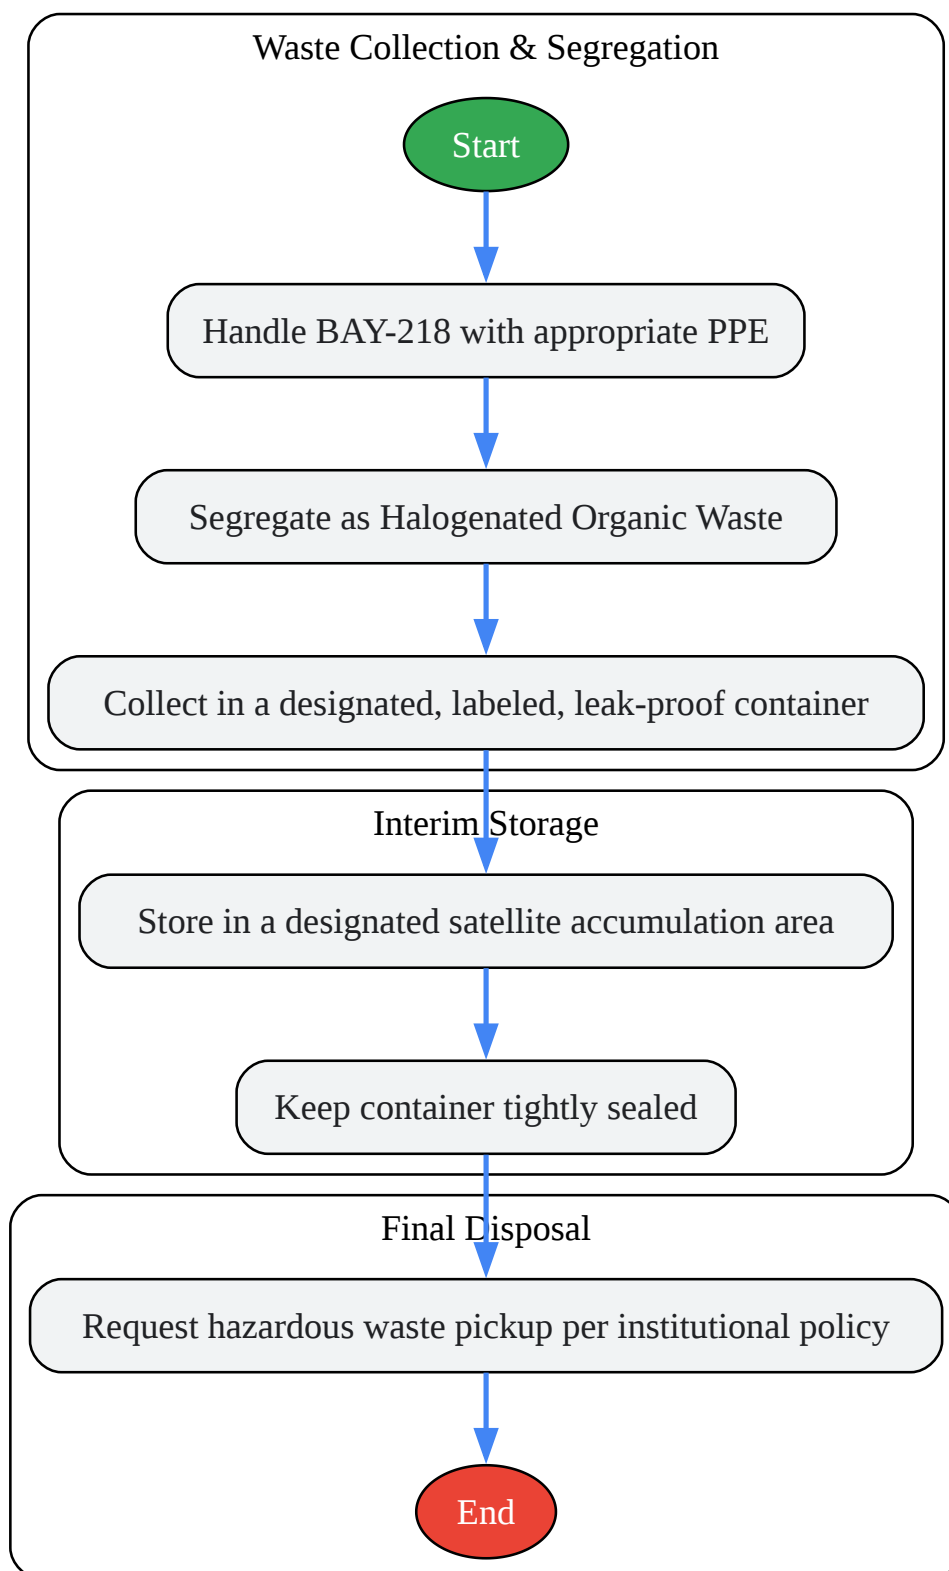 Waste Collection & Segregation
Start
Handle BAY-218 with appropriate PPE
Segregate as Halogenated Organic Waste
Collect in a designated, labeled, leak-proof container
Interim Storage
Store in a designated satellite accumulation area
Keep container tightly sealed
Final Disposal
Request hazardous waste pickup per institutional policy
End